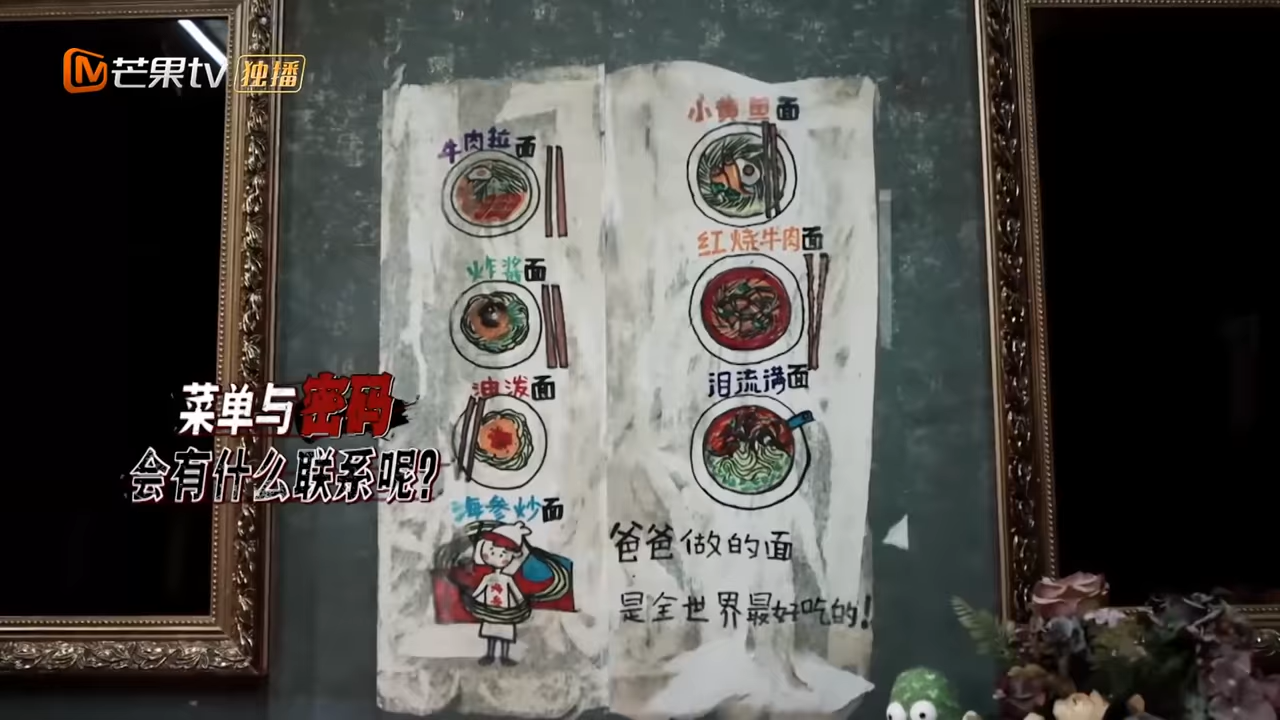 芒果tv 独播
牛肉拉面
炸酱面
油泼面
海参炒面
小黄鱼面
红烧牛肉面
泪流满面
爸爸做的面
是全世界最好吃的!
菜单与密码
会有什么联系呢?